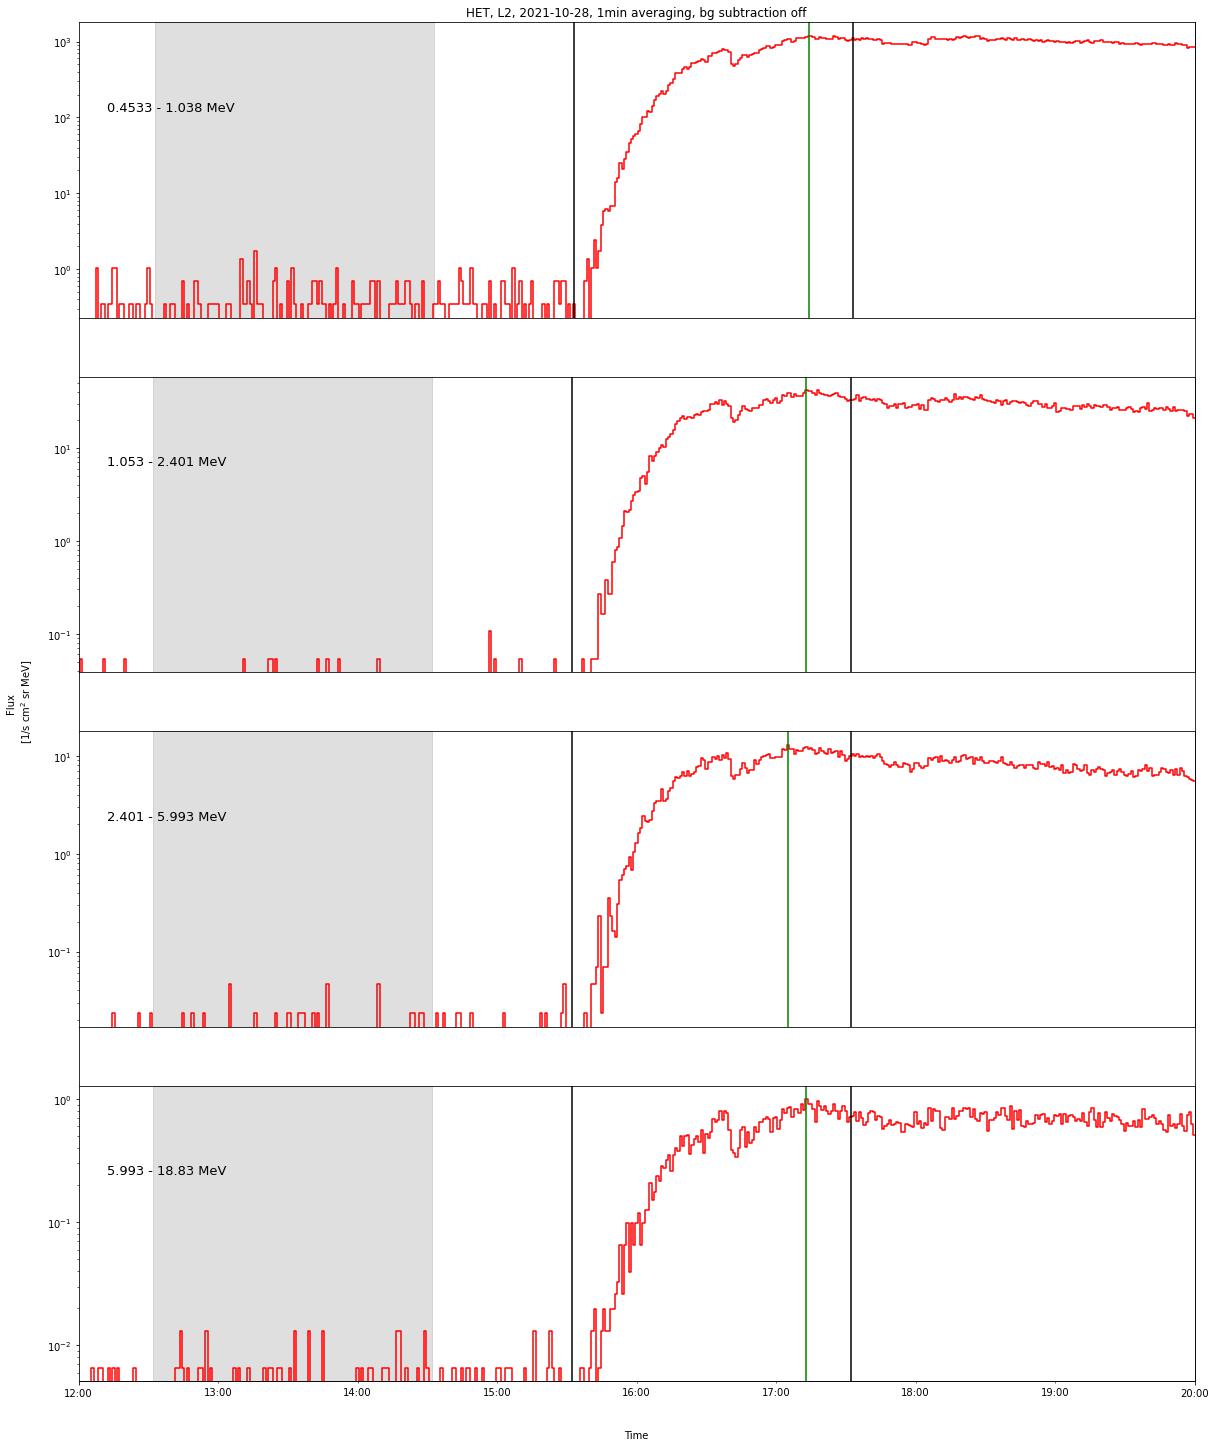 HET, L2, 2021-10-28, 1min averaging, bg subtraction off
10³
10²
10¹
10⁰
0.4533 - 1.038 MeV
10¹
10⁰
10⁻¹
1.053 - 2.401 MeV
Flux
[1/s cm² sr MeV]
10¹
10⁰
10⁻¹
2.401 - 5.993 MeV
10⁰
10⁻¹
10⁻²
5.993 - 18.83 MeV
12:00 13:00 14:00 15:00 16:00 17:00 18:00 19:00 20:00
Time